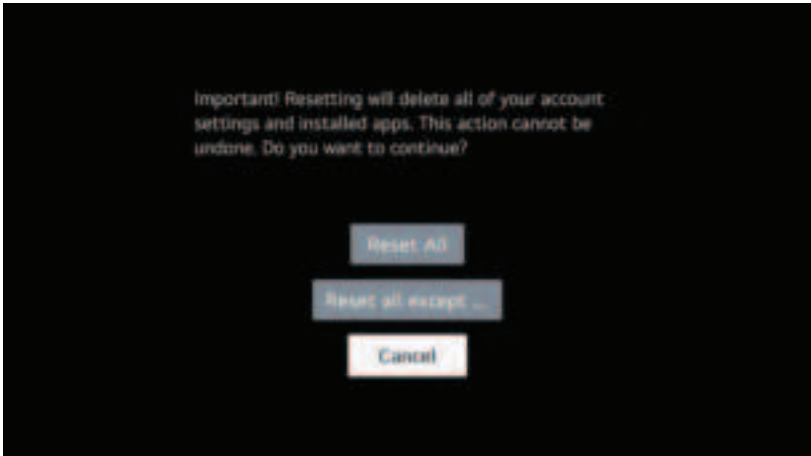 Important! Resetting will delete all of your account
settings and installed apps. This action cannot be
undone. Do you want to continue?
Reset All
Reset all except ...
Cancel